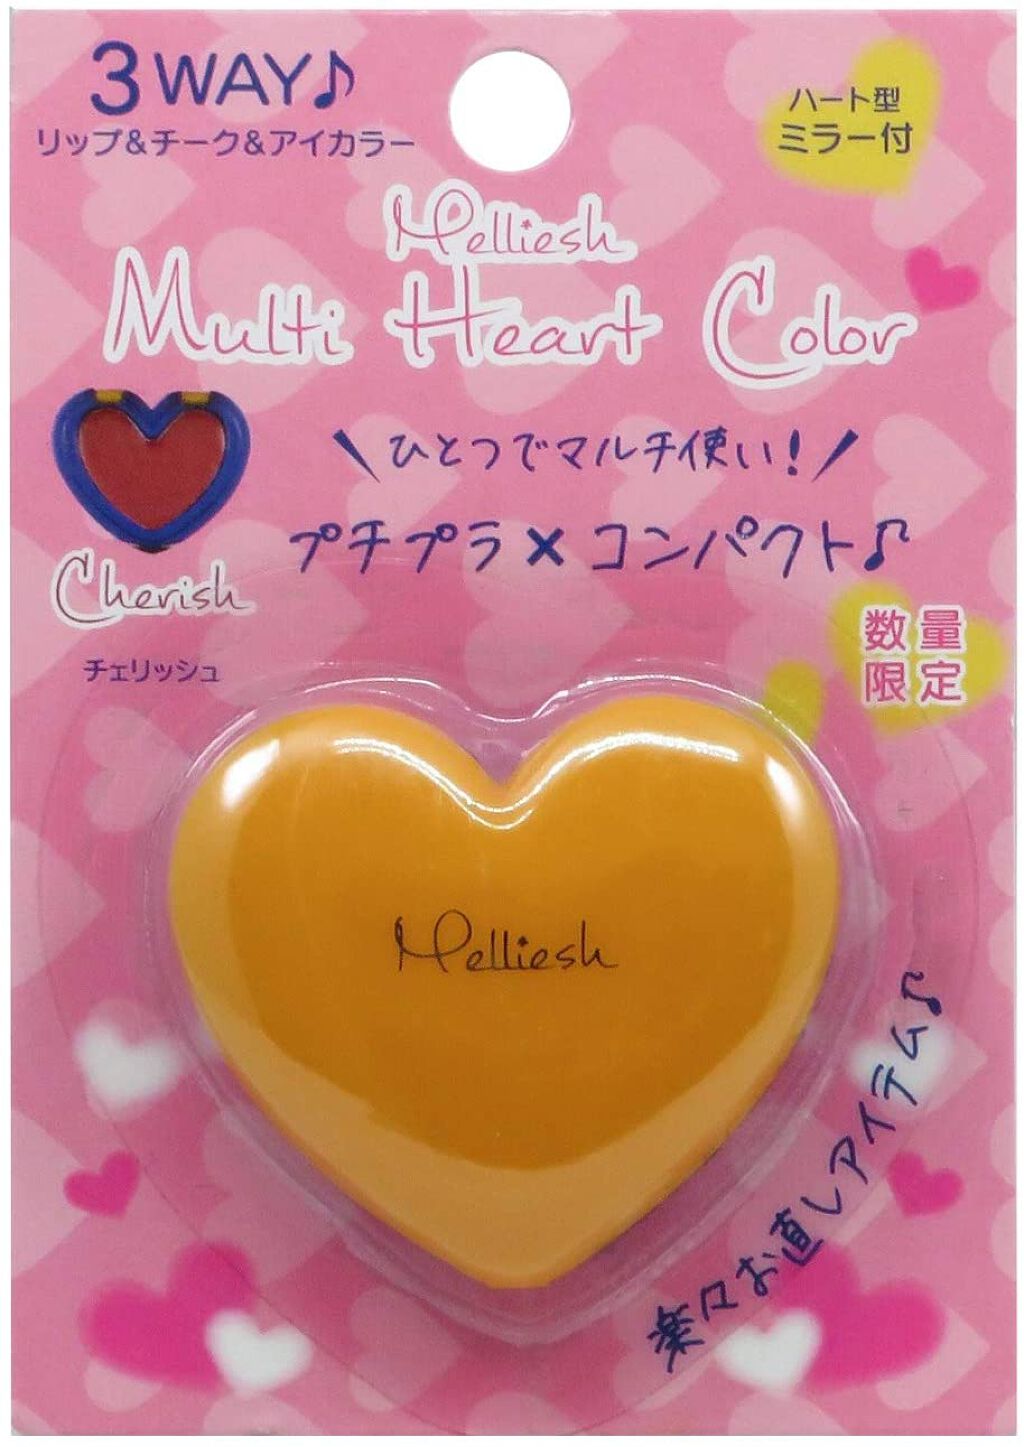 3WAY♪
リップ&チーク&アイカラー
ハート型
ミラー付
Melliesh
Multi Heart Color
\ひとつでマルチ使い!/
プチプラ×コンパクト♪
Cherish
チェリッシュ
数量
限定
Melliesh
楽々お直しアイテム♪